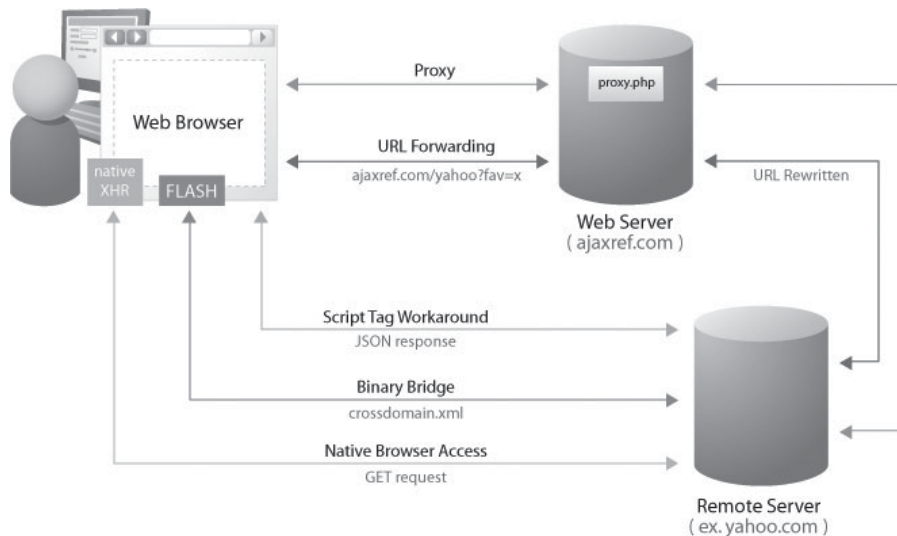 Web Browser
native
XHR
FLASH
Proxy
URL Forwarding
ajaxref.com/yahoo?fav=x
proxy.php
Web Server
( ajaxref.com )
URL Rewritten
Script Tag Workaround
JSON response
Binary Bridge
crossdomain.xml
Native Browser Access
GET request
Remote Server
( ex. yahoo.com )